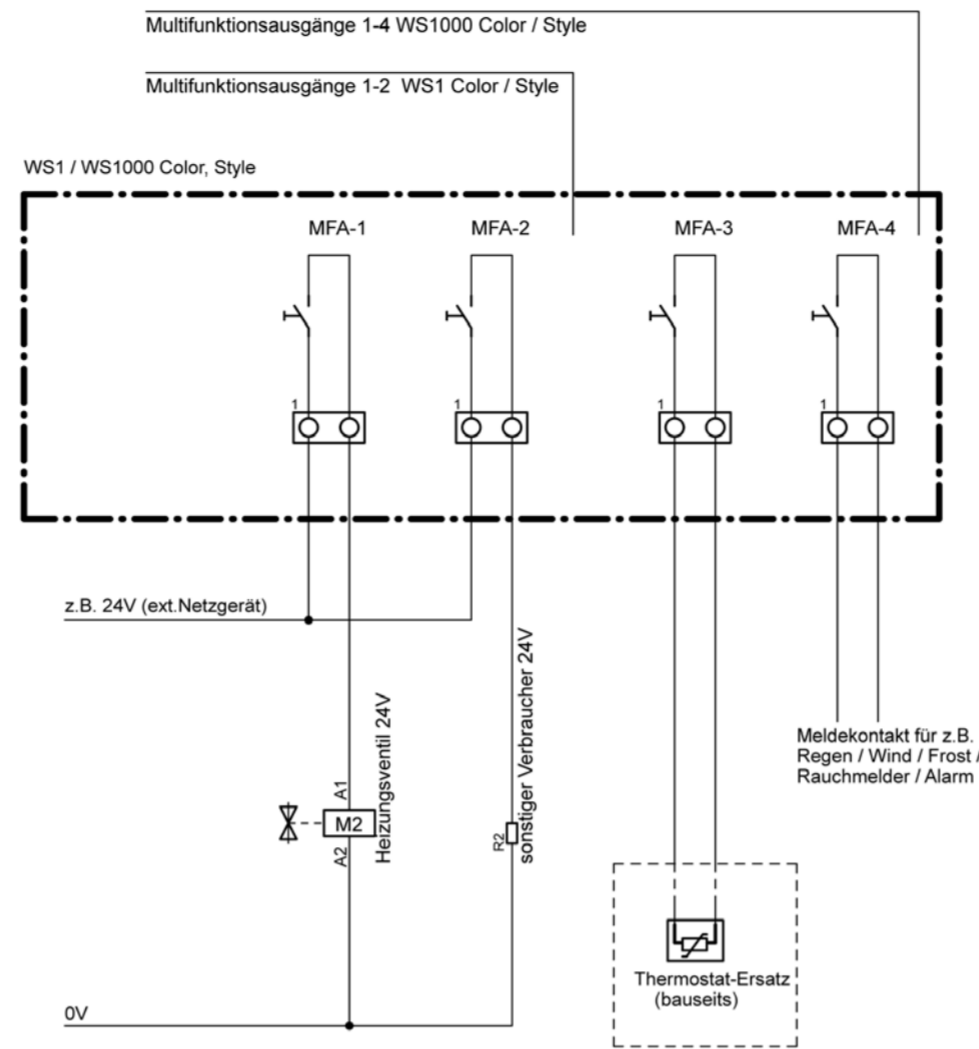 Multifunktionsausgänge 1-4 WS1000 Color / Style
Multifunktionsausgänge 1-2 WS1 Color / Style
WS1 / WS1000 Color, Style
MFA-1
MFA-2
MFA-3
MFA-4
1
1
1
1
z.B. 24V (ext.Netzgerät)
Heizungsventil 24V
sonstiger Verbraucher 24V
Meldekontakt für z.B.
Regen / Wind / Frost /
Rauchmelder / Alarm
A1
M2
A2
R2
Thermostat-Ersatz
(bauseits)
0V